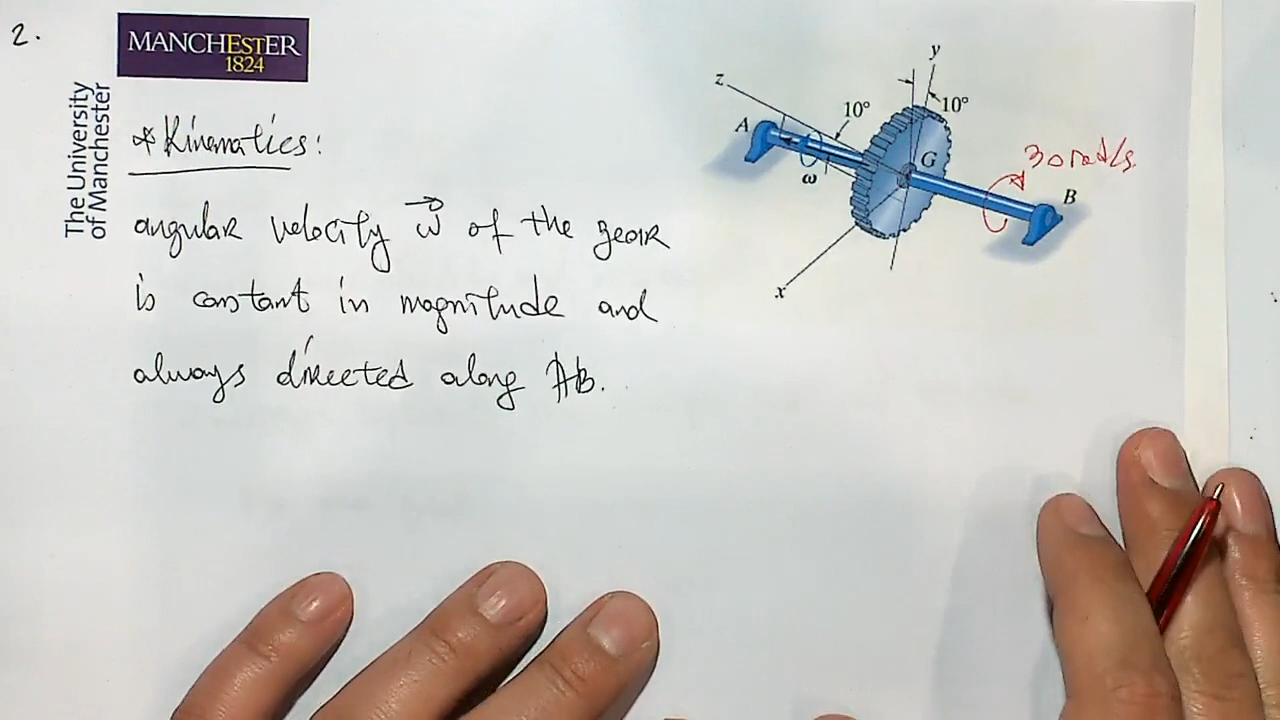 2.
MANCHESTER
1824
The University
of Manchester
*Kinematics:
angular velocity ω⃗ of the gear
is constant in magnitude and
always directed along AB.
y
z
10°
10°
A
G
ω
30 rad/s
B
x